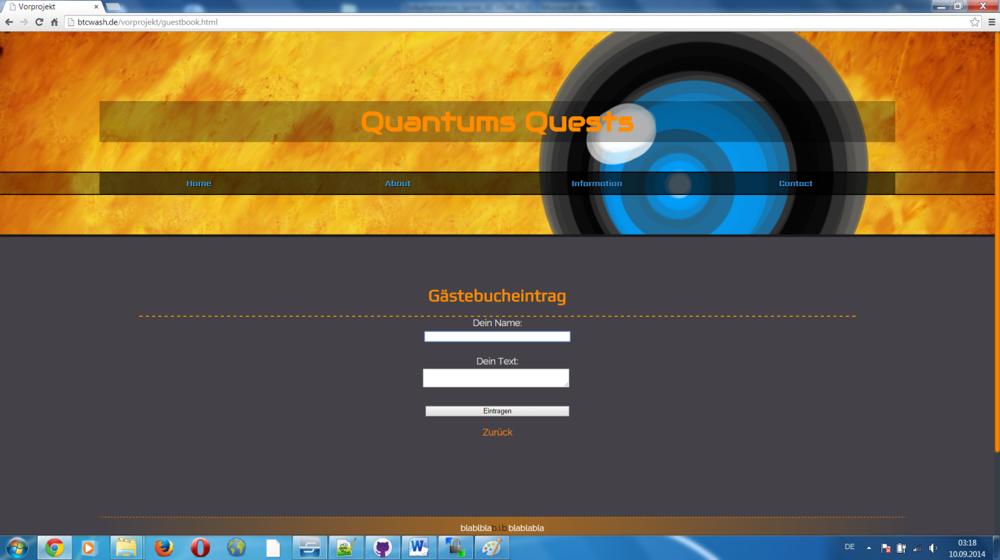 Vorprojekt
btcwash.de/vorprojekt/guestbook.html
Quantums Quests
Home About Information Contact
Gästebucheintrag
Dein Name:
Dein Text:
Eintragen
Zurück
blablbla b.i.b blablabla
DE
03:18
10.09.2014